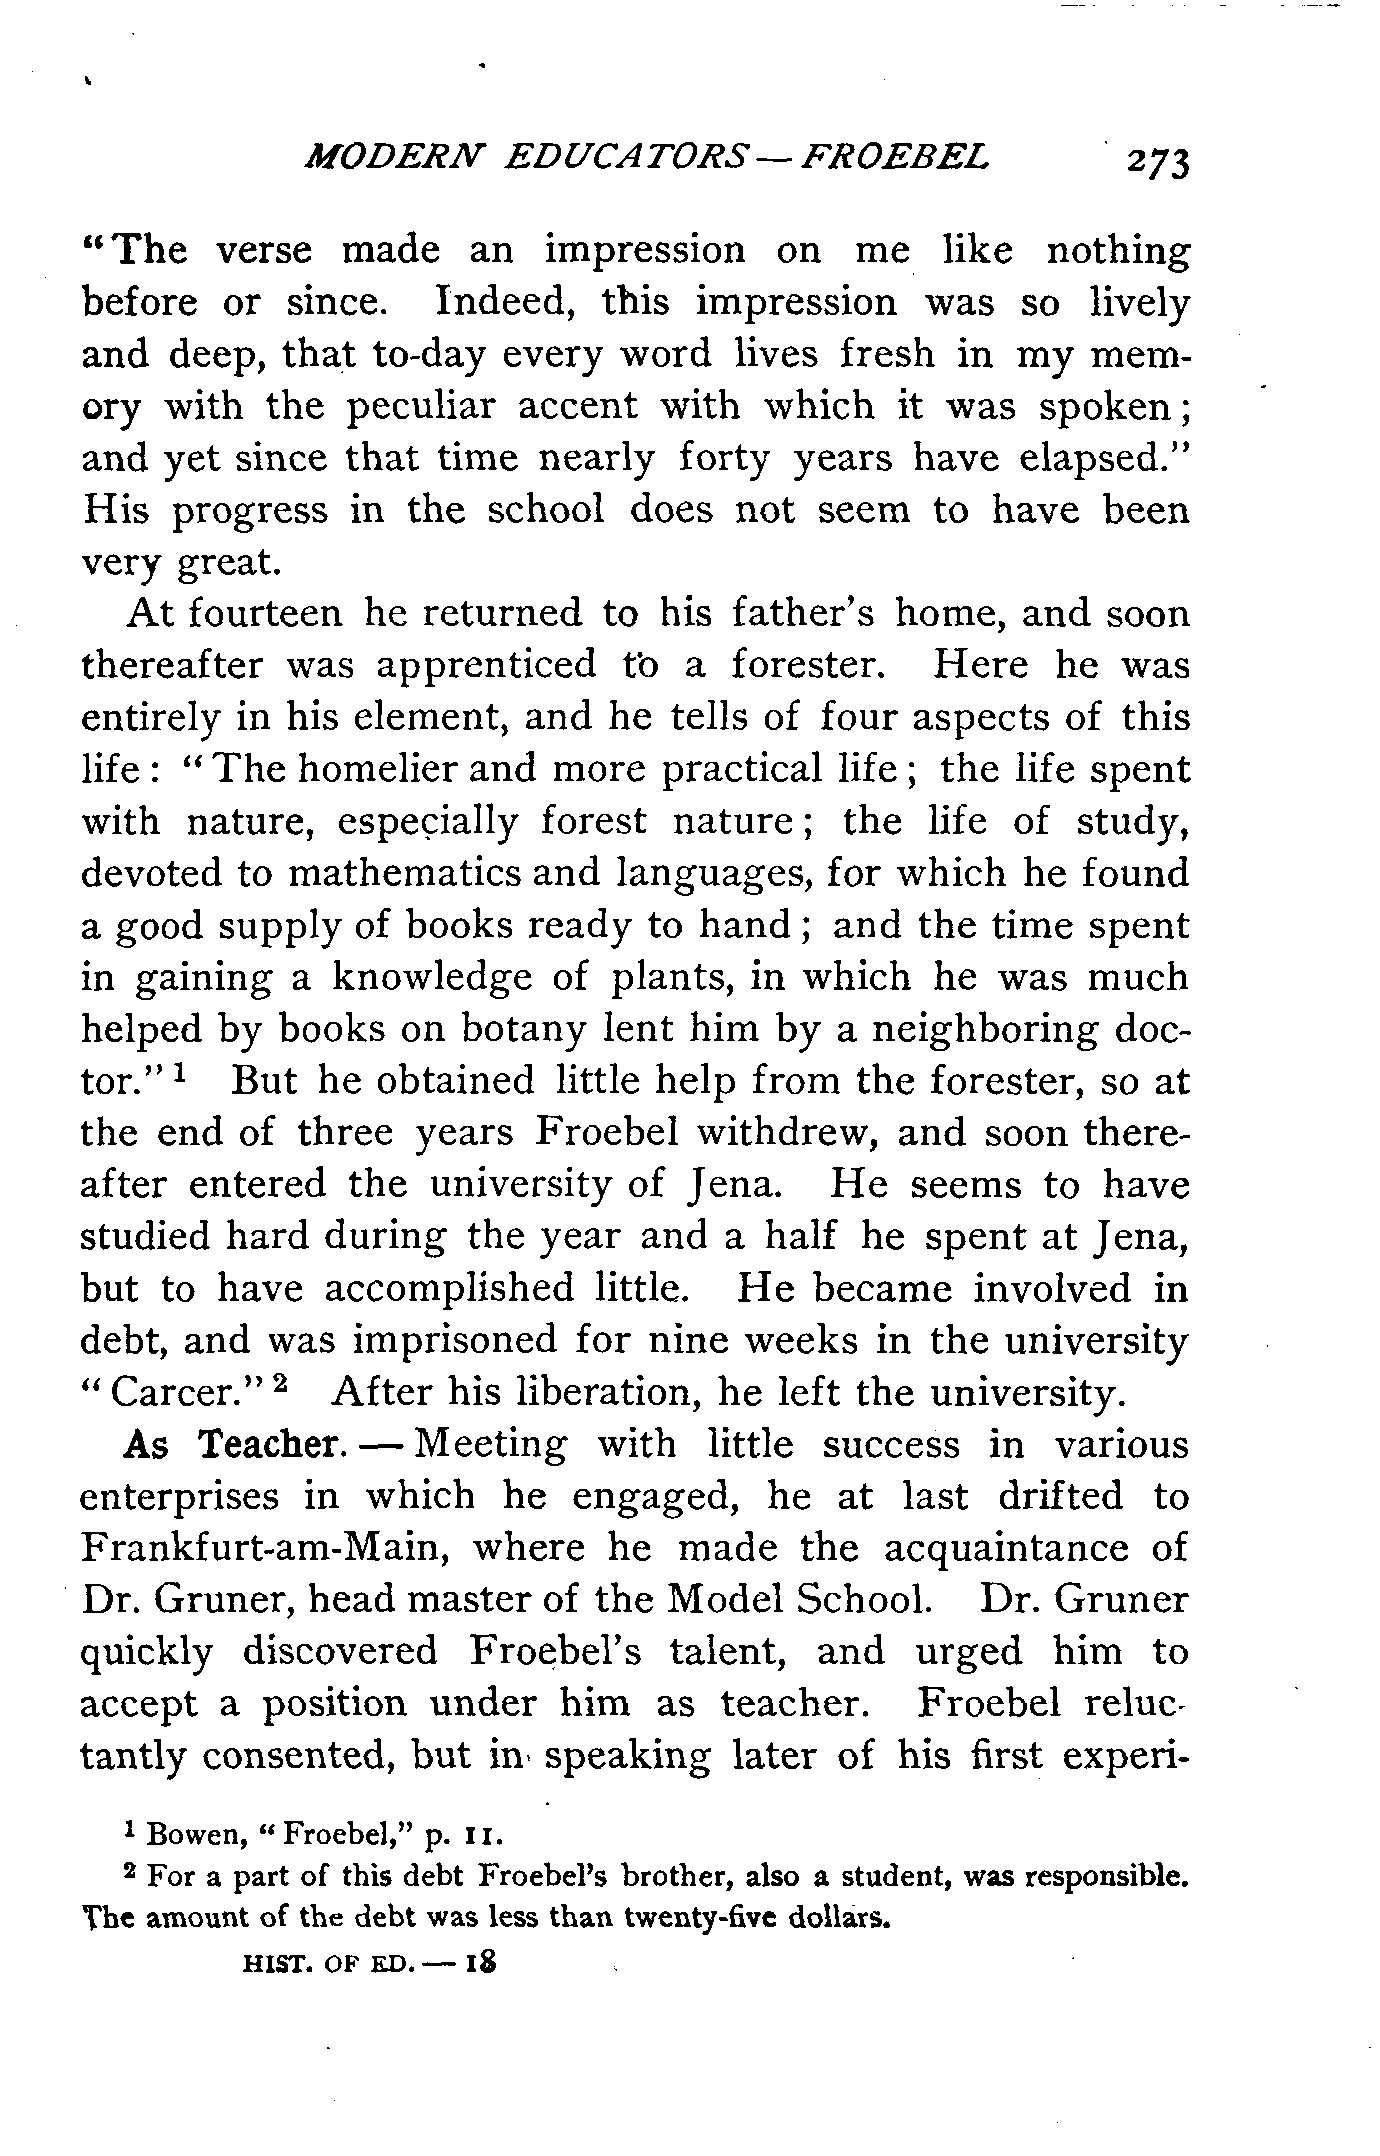 MODERN EDUCATORS — FROEBEL 273
"The verse made an impression on me like nothing
before or since. Indeed, this impression was so lively
and deep, that to-day every word lives fresh in my mem-
ory with the peculiar accent with which it was spoken;
and yet since that time nearly forty years have elapsed."
His progress in the school does not seem to have been
very great.
At fourteen he returned to his father's home, and soon
thereafter was apprenticed to a forester. Here he was
entirely in his element, and he tells of four aspects of this
life: "The homelier and more practical life; the life spent
with nature, especially forest nature; the life of study,
devoted to mathematics and languages, for which he found
a good supply of books ready to hand; and the time spent
in gaining a knowledge of plants, in which he was much
helped by books on botany lent him by a neighboring doc-
tor."¹ But he obtained little help from the forester, so at
the end of three years Froebel withdrew, and soon there-
after entered the university of Jena. He seems to have
studied hard during the year and a half he spent at Jena,
but to have accomplished little. He became involved in
debt, and was imprisoned for nine weeks in the university
"Carcer."² After his liberation, he left the university.
As Teacher. — Meeting with little success in various
enterprises in which he engaged, he at last drifted to
Frankfurt-am-Main, where he made the acquaintance of
Dr. Gruner, head master of the Model School. Dr. Gruner
quickly discovered Froebel's talent, and urged him to
accept a position under him as teacher. Froebel reluc-
tantly consented, but in speaking later of his first experi-
¹ Bowen, "Froebel," p. 11.
² For a part of this debt Froebel's brother, also a student, was responsible.
The amount of the debt was less than twenty-five dollars.
HIST. OF ED. — 18